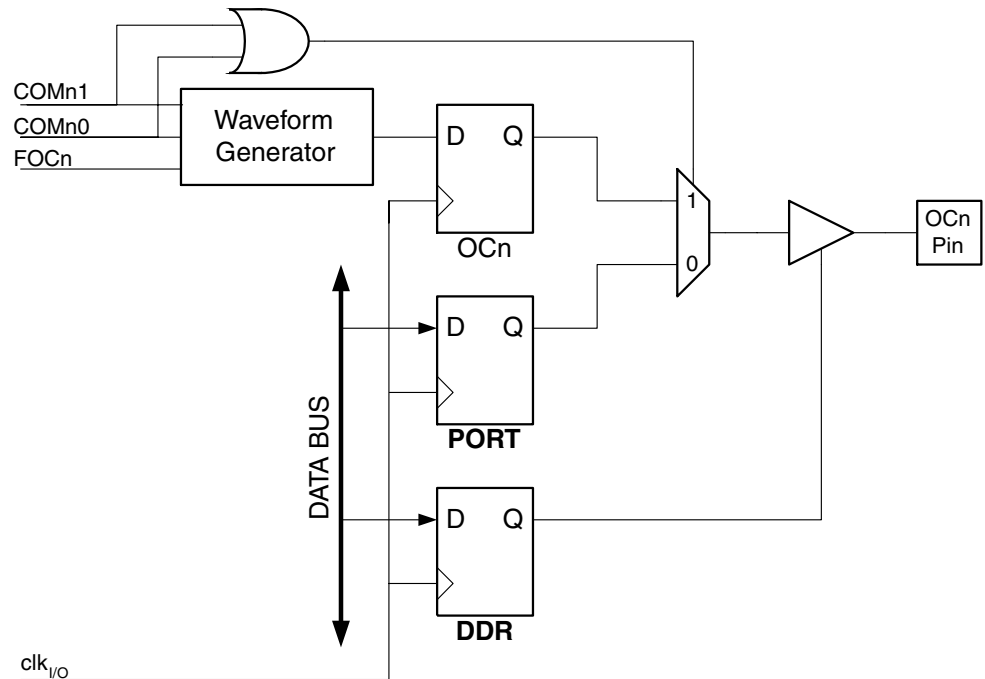 COMn1
COMn0
FOCn
Waveform
Generator
D Q
OCn
1
0
OCn
Pin
D Q
PORT
DATA BUS
D Q
DDR
clkI/O